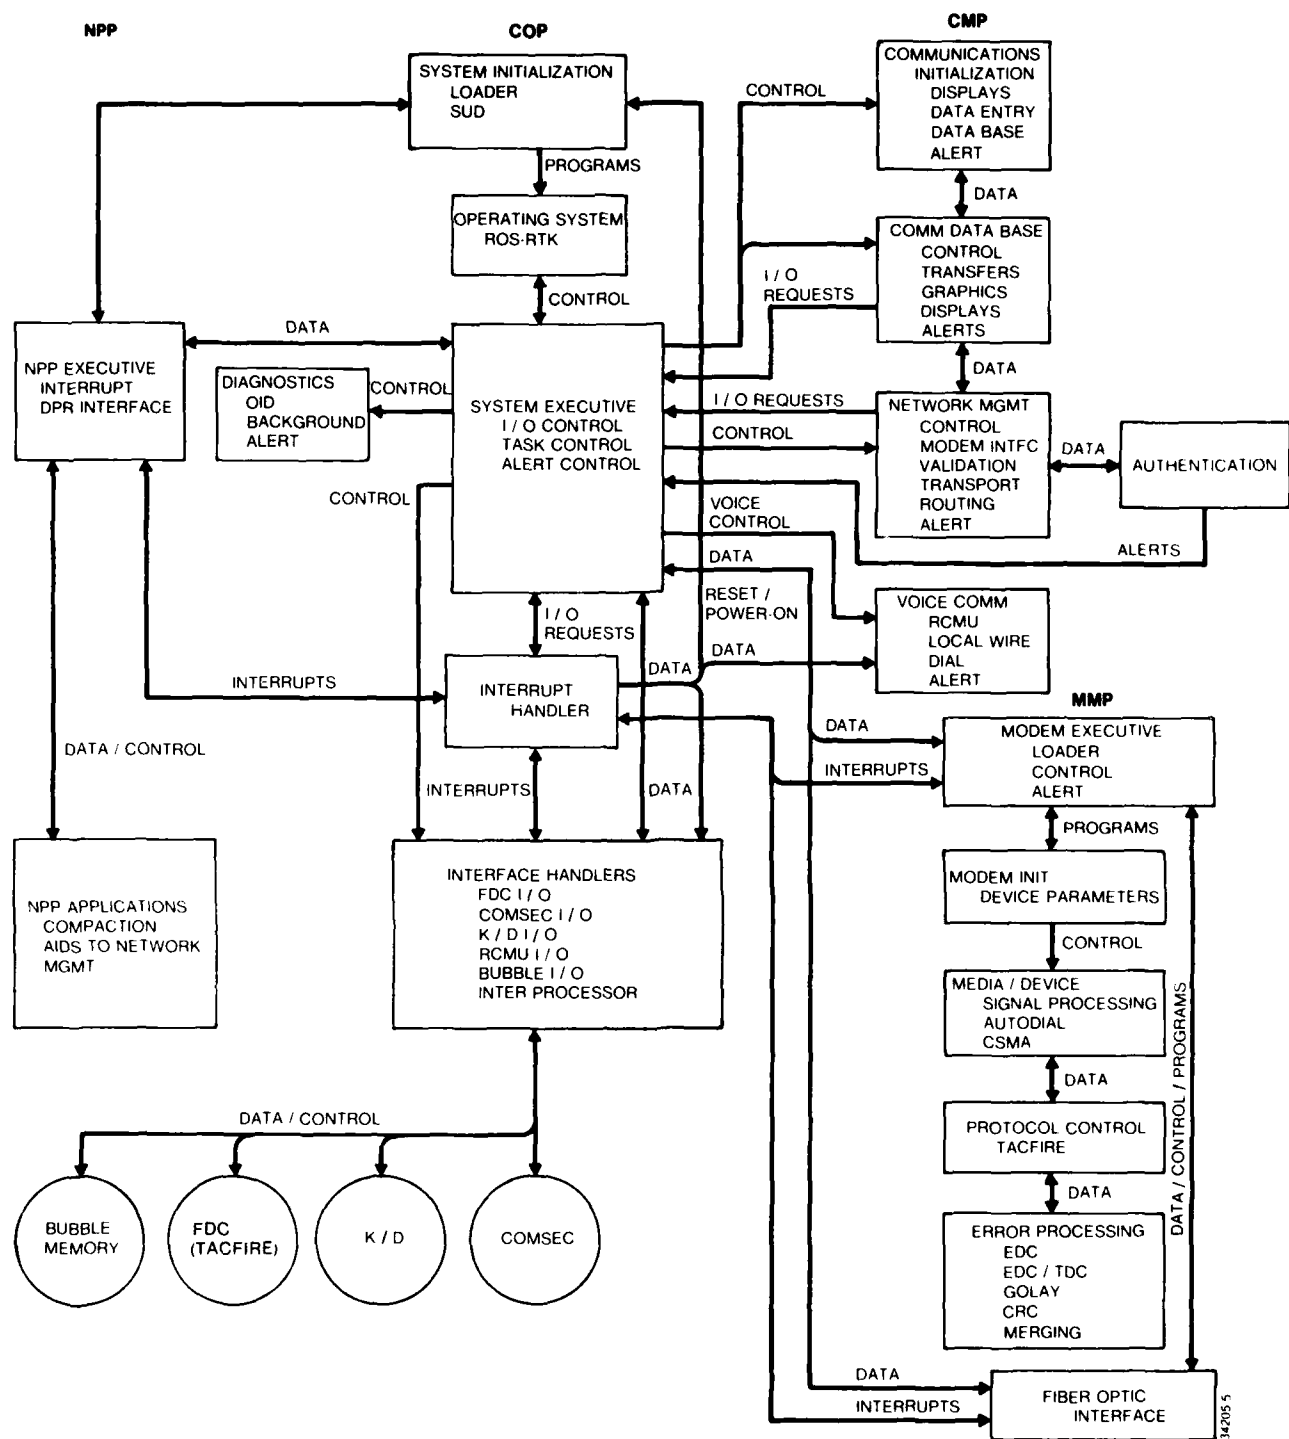 NPP
COP
CMP
SYSTEM INITIALIZATION
LOADER
SUD
COMMUNICATIONS
INITIALIZATION
DISPLAYS
DATA ENTRY
DATA BASE
ALERT
CONTROL
PROGRAMS
DATA
OPERATING SYSTEM
ROS-RTK
COMM DATA BASE
CONTROL
TRANSFERS
GRAPHICS
DISPLAYS
ALERTS
I / O
REQUESTS
CONTROL
DATA
NPP EXECUTIVE
INTERRUPT
DPR INTERFACE
DIAGNOSTICS
OID
BACKGROUND
ALERT
CONTROL
SYSTEM EXECUTIVE
I / O CONTROL
TASK CONTROL
ALERT CONTROL
DATA
I / O REQUESTS
CONTROL
NETWORK MGMT
CONTROL
MODEM INTFC
VALIDATION
TRANSPORT
ROUTING
ALERT
DATA
AUTHENTICATION
CONTROL
VOICE
CONTROL
ALERTS
DATA
RESET /
POWER-ON
VOICE COMM
RCMU
LOCAL WIRE
DIAL
ALERT
I / O
REQUESTS
DATA
DATA
INTERRUPTS
INTERRUPT
HANDLER
MMP
DATA
INTERRUPTS
MODEM EXECUTIVE
LOADER
CONTROL
ALERT
DATA / CONTROL
INTERRUPTS
DATA
PROGRAMS
MODEM INIT
DEVICE PARAMETERS
NPP APPLICATIONS
COMPACTION
AIDS TO NETWORK
MGMT
INTERFACE HANDLERS
FDC I / O
COMSEC I / O
K / D I / O
RCMU I / O
BUBBLE I / O
INTER PROCESSOR
CONTROL
MEDIA / DEVICE
SIGNAL PROCESSING
AUTODIAL
CSMA
DATA
DATA / CONTROL / PROGRAMS
PROTOCOL CONTROL
TACFIRE
DATA
DATA / CONTROL
BUBBLE
MEMORY
FDC
(TACFIRE)
K / D
COMSEC
ERROR PROCESSING
EDC
EDC / TDC
GOLAY
CRC
MERGING
DATA
INTERRUPTS
FIBER OPTIC
INTERFACE
34205 5